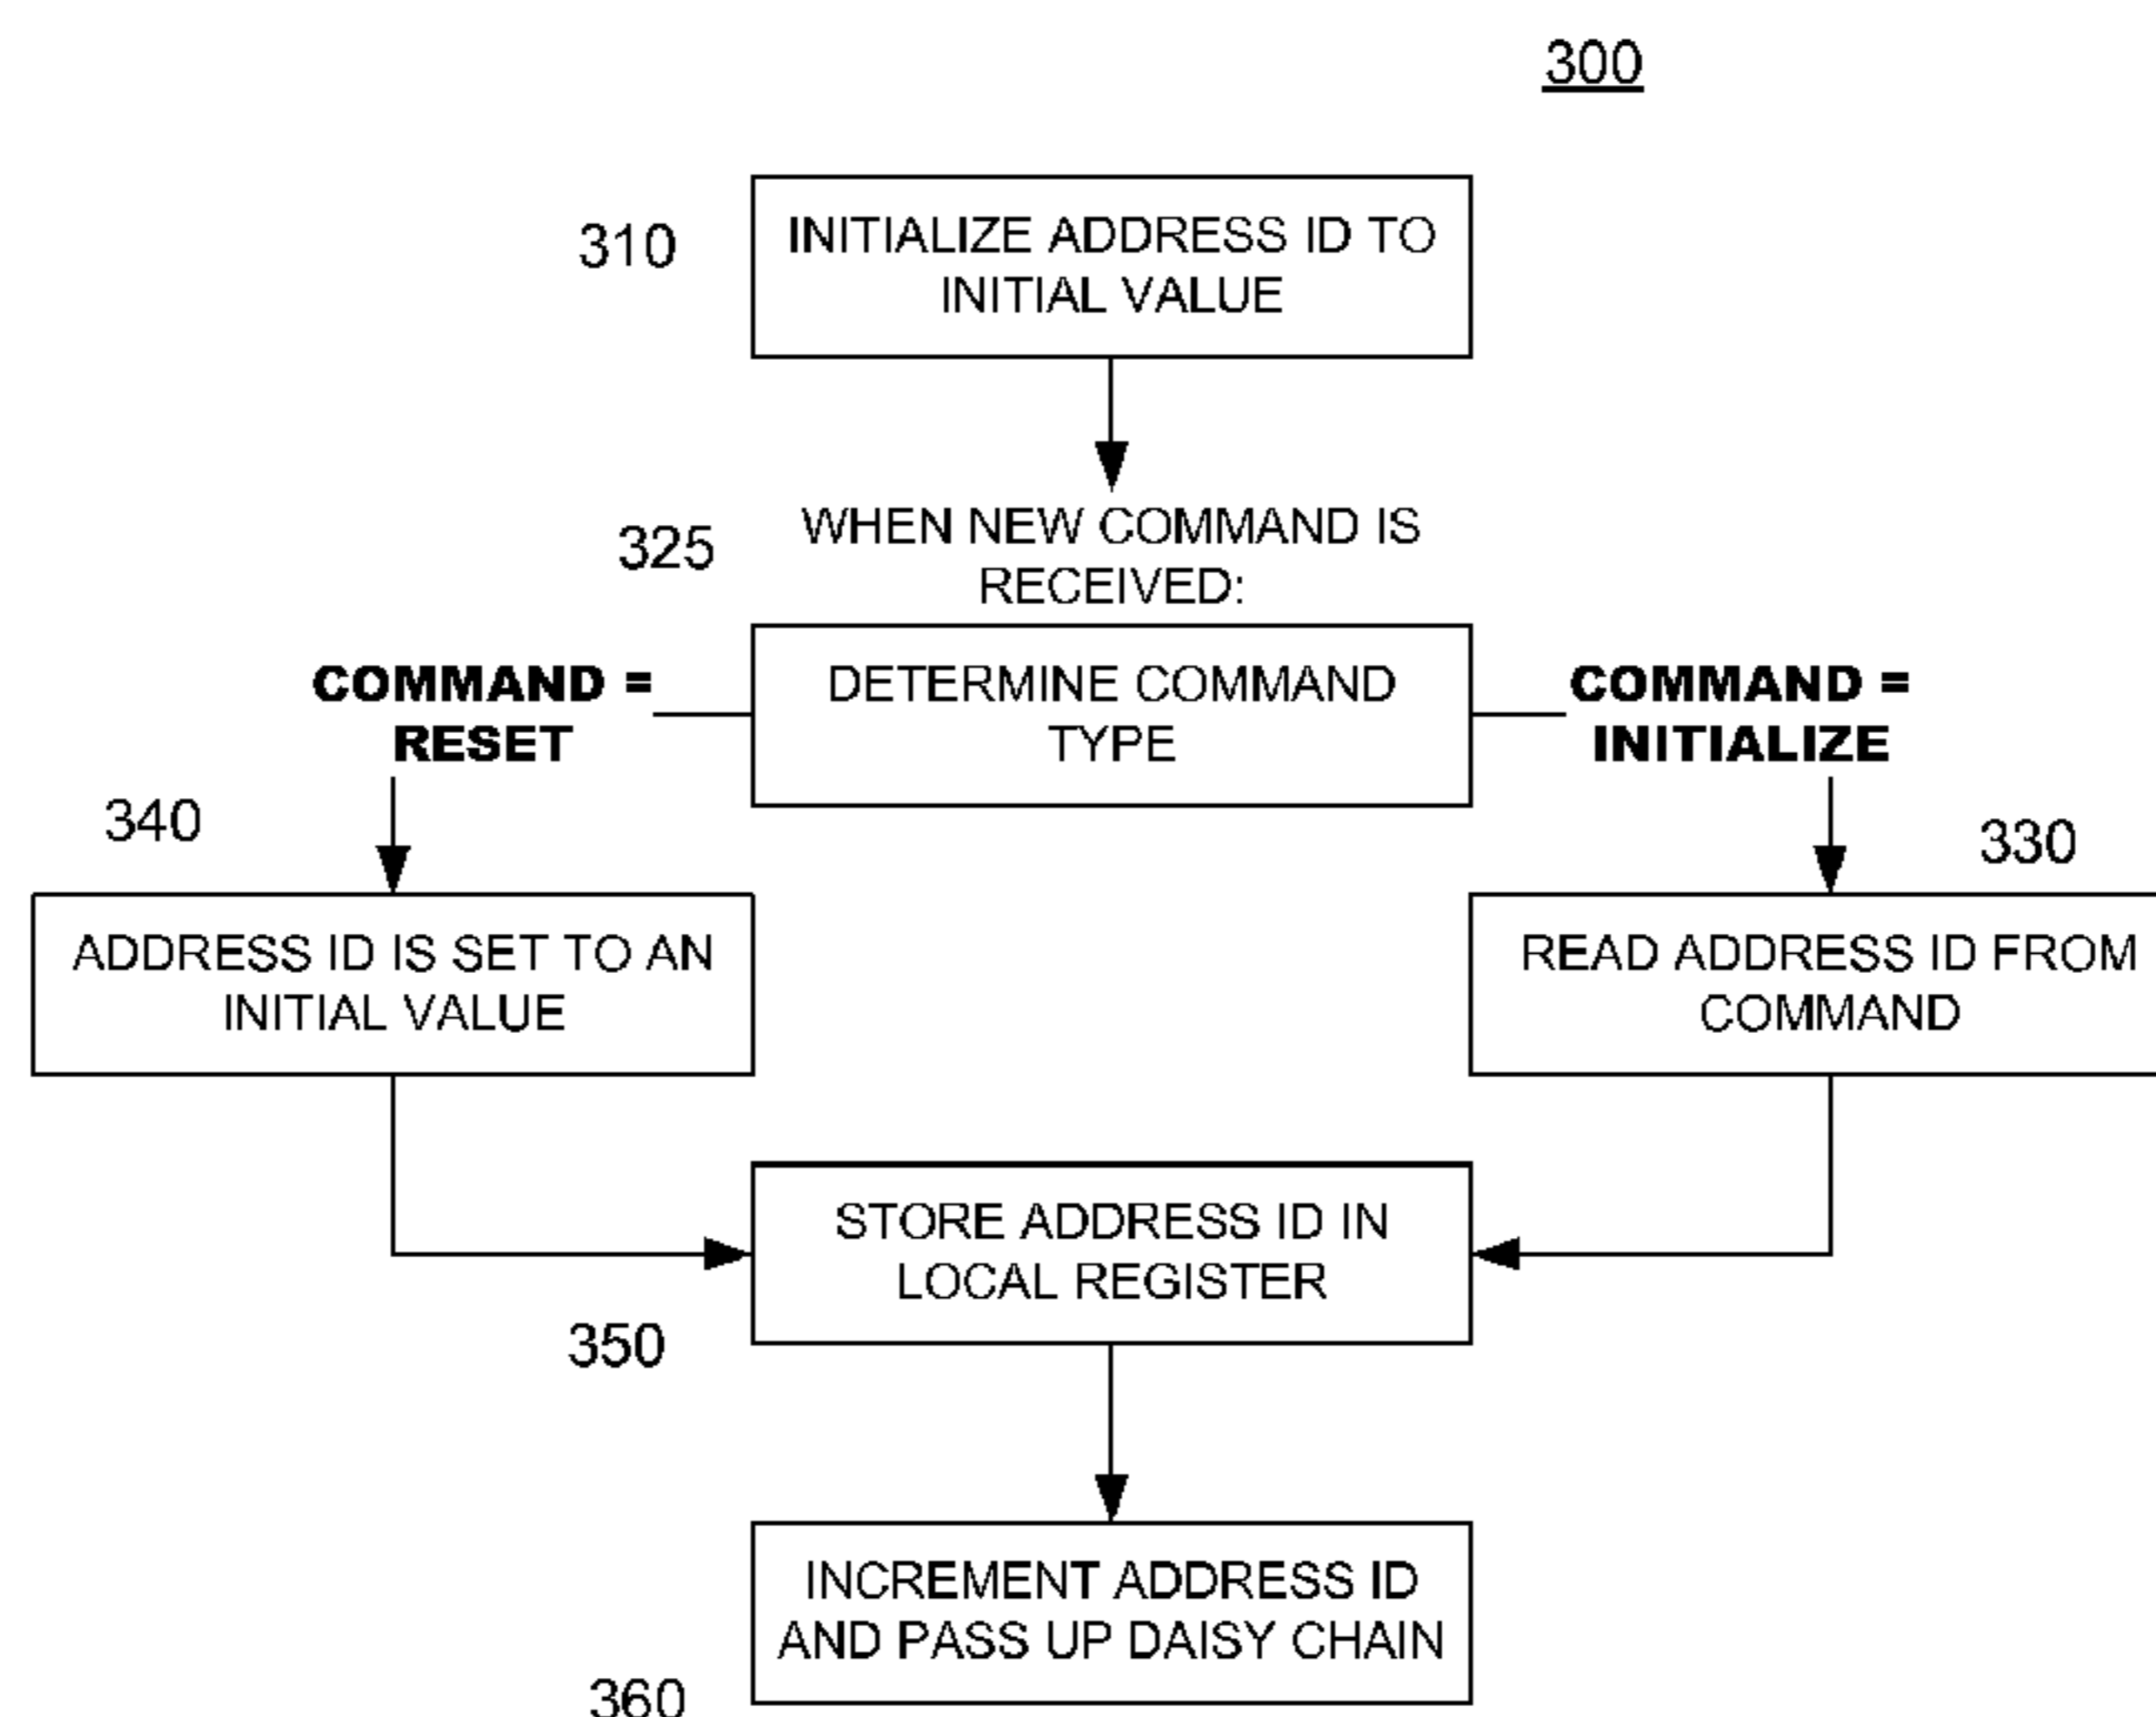 300
310
INITIALIZE ADDRESS ID TO
INITIAL VALUE
325
WHEN NEW COMMAND IS
RECEIVED:
COMMAND =
RESET
DETERMINE COMMAND
TYPE
COMMAND =
INITIALIZE
340
330
ADDRESS ID IS SET TO AN
INITIAL VALUE
READ ADDRESS ID FROM
COMMAND
STORE ADDRESS ID IN
LOCAL REGISTER
350
INCREMENT ADDRESS ID
AND PASS UP DAISY CHAIN
360